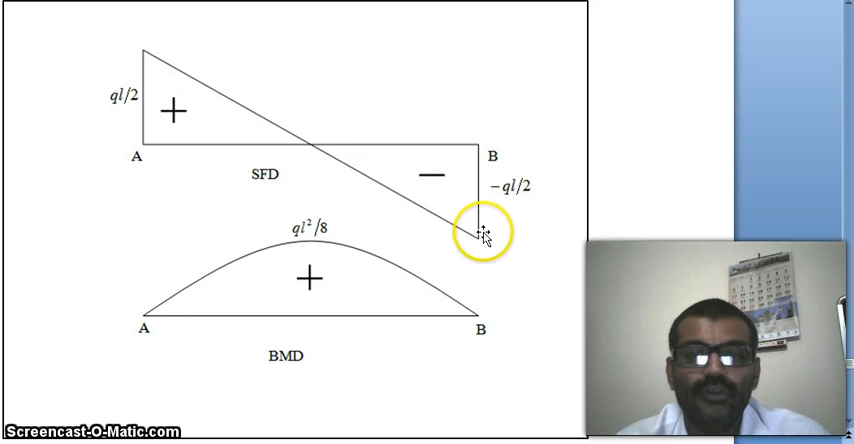 ql/2
+
A
B
SFD
−
−ql/2
ql²/8
+
A
B
BMD
Screencast-O-Matic.com